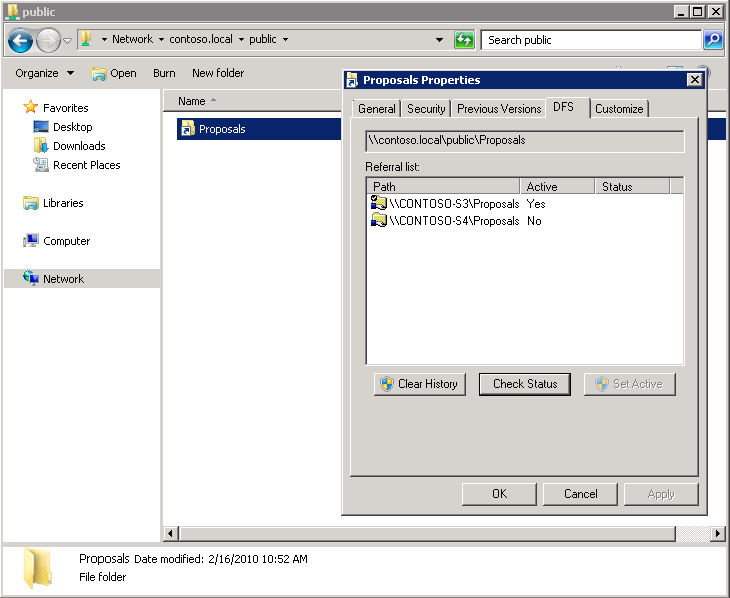 public
Network contoso.local public
Search public
Organize Open Burn New folder
Favorites
Desktop
Downloads
Recent Places
Libraries
Computer
Network
Name
Proposals
Proposals Properties
General Security Previous Versions DFS Customize
\\contoso.local\public\Proposals
Referral list:
Path Active Status
\\CONTOSO-S3\Proposals Yes
\\CONTOSO-S4\Proposals No
Clear History Check Status Set Active
OK Cancel Apply
Proposals Date modified: 2/16/2010 10:52 AM
File folder